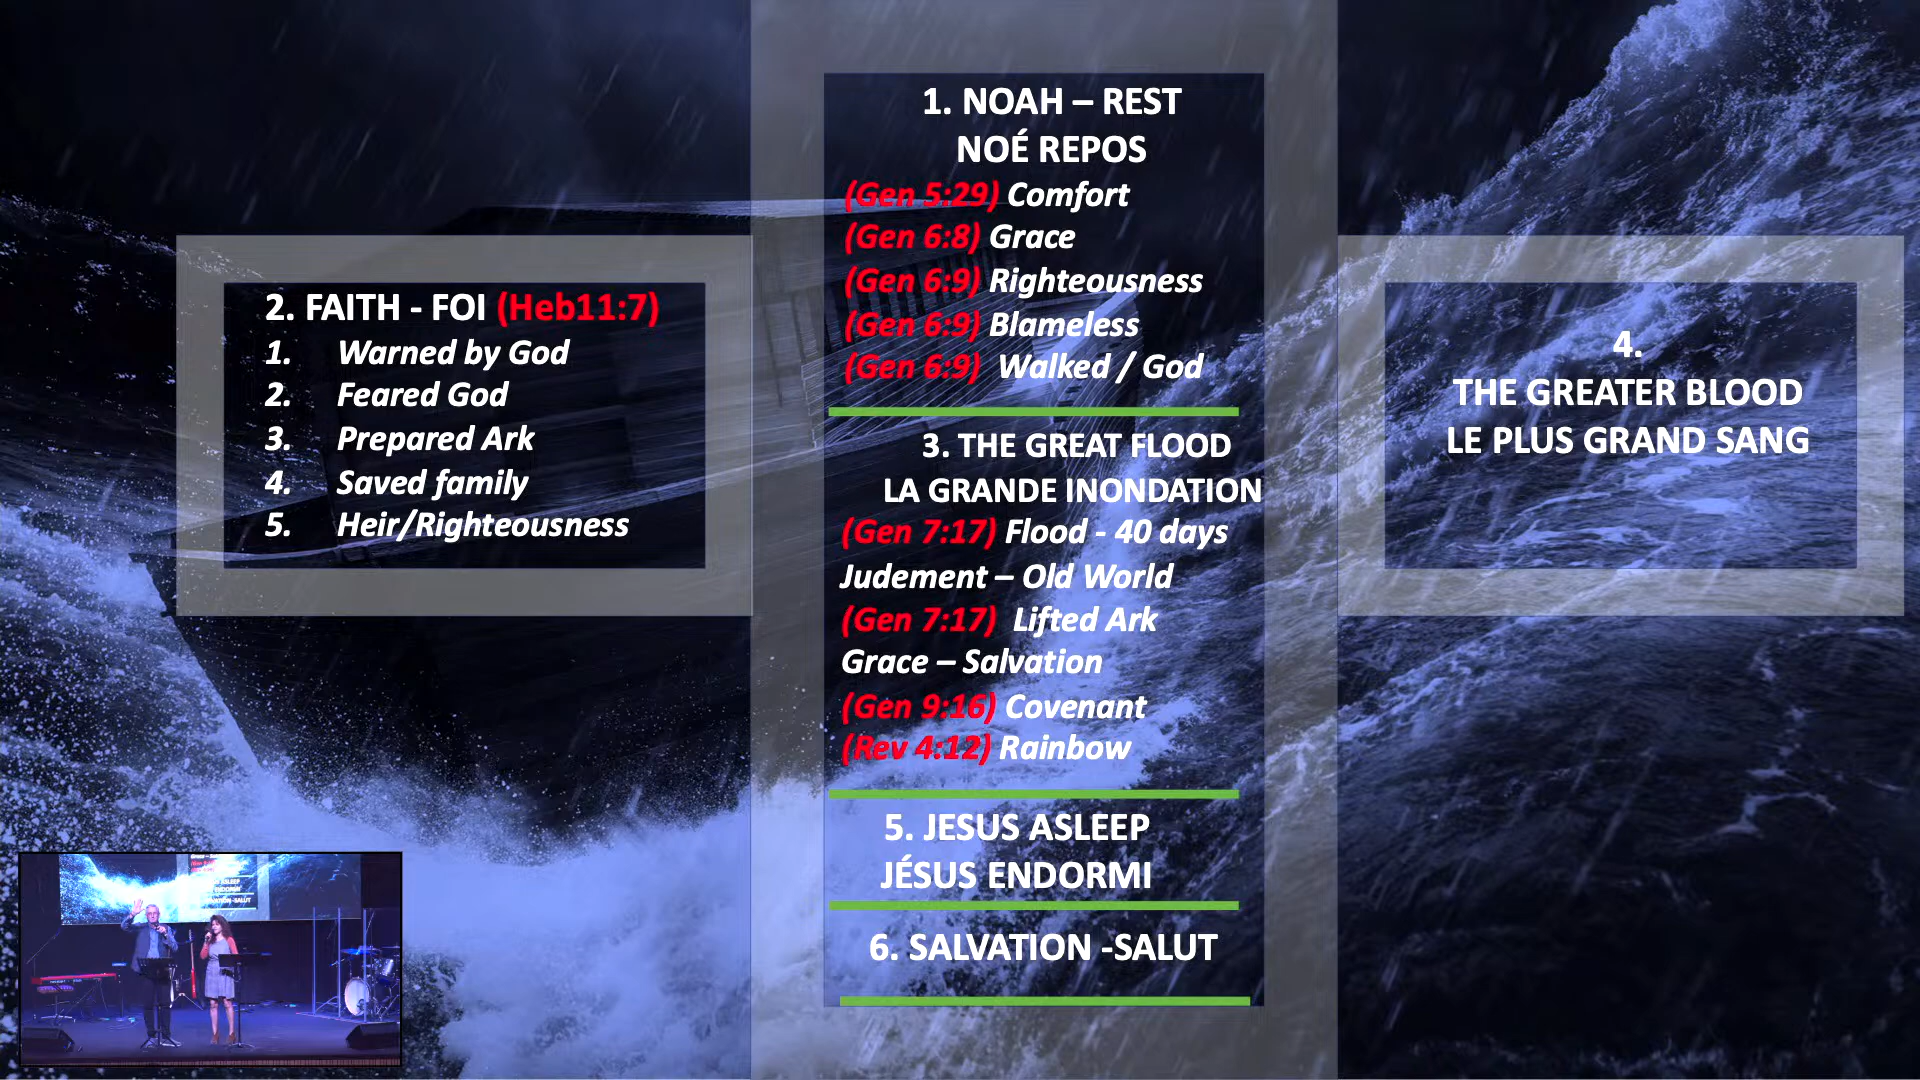 1. NOAH – REST
NOÉ REPOS
(Gen 5:29) Comfort
(Gen 6:8) Grace
(Gen 6:9) Righteousness
(Gen 6:9) Blameless
(Gen 6:9) Walked / God
2. FAITH - FOI (Heb11:7)
1. Warned by God
2. Feared God
3. Prepared Ark
4. Saved family
5. Heir/Righteousness
3. THE GREAT FLOOD
LA GRANDE INONDATION
(Gen 7:17) Flood - 40 days
Judement – Old World
(Gen 7:17) Lifted Ark
Grace – Salvation
(Gen 9:16) Covenant
(Rev 4:12) Rainbow
4.
THE GREATER BLOOD
LE PLUS GRAND SANG
5. JESUS ASLEEP
JÉSUS ENDORMI
6. SALVATION -SALUT